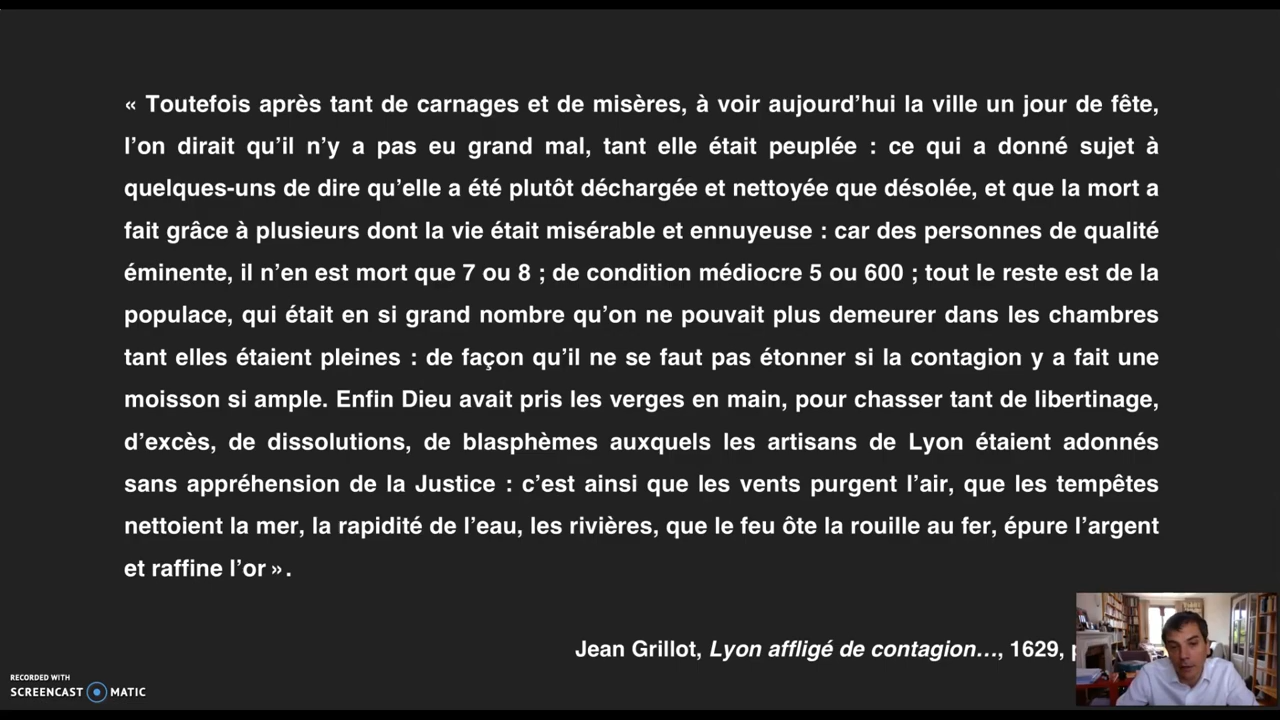 « Toutefois après tant de carnages et de misères, à voir aujourd’hui la ville un jour de fête,
l’on dirait qu’il n’y a pas eu grand mal, tant elle était peuplée : ce qui a donné sujet à
quelques-uns de dire qu’elle a été plutôt déchargée et nettoyée que désolée, et que la mort a
fait grâce à plusieurs dont la vie était misérable et ennuyeuse : car des personnes de qualité
éminente, il n’en est mort que 7 ou 8 ; de condition médiocre 5 ou 600 ; tout le reste est de la
populace, qui était en si grand nombre qu’on ne pouvait plus demeurer dans les chambres
tant elles étaient pleines : de façon qu’il ne se faut pas étonner si la contagion y a fait une
moisson si ample. Enfin Dieu avait pris les verges en main, pour chasser tant de libertinage,
d’excès, de dissolutions, de blasphèmes auxquels les artisans de Lyon étaient adonnés
sans appréhension de la Justice : c’est ainsi que les vents purgent l’air, que les tempêtes
nettoient la mer, la rapidité de l’eau, les rivières, que le feu ôte la rouille au fer, épure l’argent
et raffine l’or ».
Jean Grillot, Lyon affligé de contagion…, 1629,
RECORDED WITH
SCREENCAST MATIC